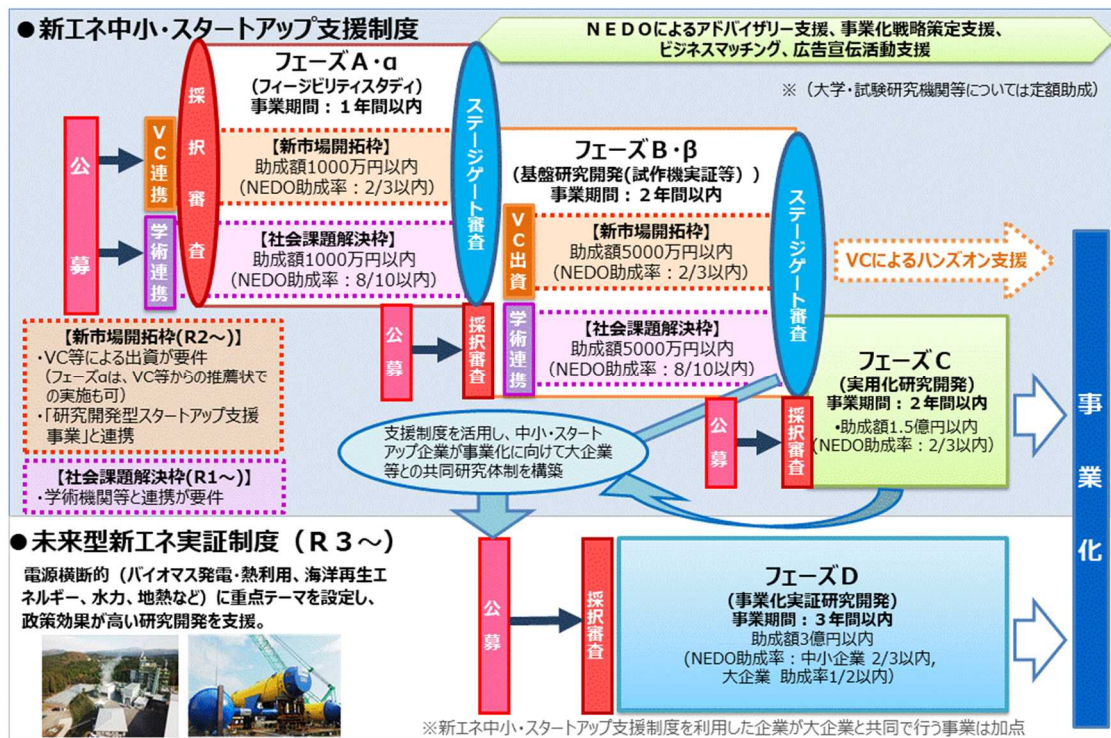 ●新エネ中小・スタートアップ支援制度
NEDOによるアドバイザリー支援、事業化戦略策定支援、
ビジネスマッチング、広告宣伝活動支援
※（大学・試験研究機関等については定額助成）
公募
VC連携
学術連携
採択審査
フェーズA・α
(フィージビリティスタディ)
事業期間：１年間以内
【新市場開拓枠】
助成額1000万円以内
(NEDO助成率：2/3以内)
【社会課題解決枠】
助成額1000万円以内
(NEDO助成率：8/10以内)
ステージゲート審査
公募
採択審査
フェーズB・β
(基盤研究開発(試作機実証等）)
事業期間：２年間以内
VC出資
【新市場開拓枠】
助成額5000万円以内
(NEDO助成率：2/3以内)
学術連携
【社会課題解決枠】
助成額5000万円以内
(NEDO助成率：8/10以内)
ステージゲート審査
VCによるハンズオン支援
公募
採択審査
フェーズC
(実用化研究開発)
事業期間：２年間以内
・助成額1.5億円以内
(NEDO助成率：2/3以内)
事業化
【新市場開拓枠(R2～)】
・VC等による出資が要件
(フェーズαは、VC等からの推薦状で
の実施も可)
・「研究開発型スタートアップ支援
事業」と連携
【社会課題解決枠(R1～)】
・学術機関等と連携が要件
支援制度を活用し、中小・スタート
アップ企業が事業化に向けて大企業
等との共同研究体制を構築
●未来型新エネ実証制度（R３～）
電源横断的（バイオマス発電・熱利用、海洋再生エ
ネルギー、水力、地熱など）に重点テーマを設定し、
政策効果が高い研究開発を支援。
公募
採択審査
フェーズD
(事業化実証研究開発)
事業期間：３年間以内
助成額3億円以内
(NEDO助成率：中小企業 2/3以内,
大企業 助成率1/2以内)
※新エネ中小・スタートアップ支援制度を利用した企業が大企業と共同で行う事業は加点